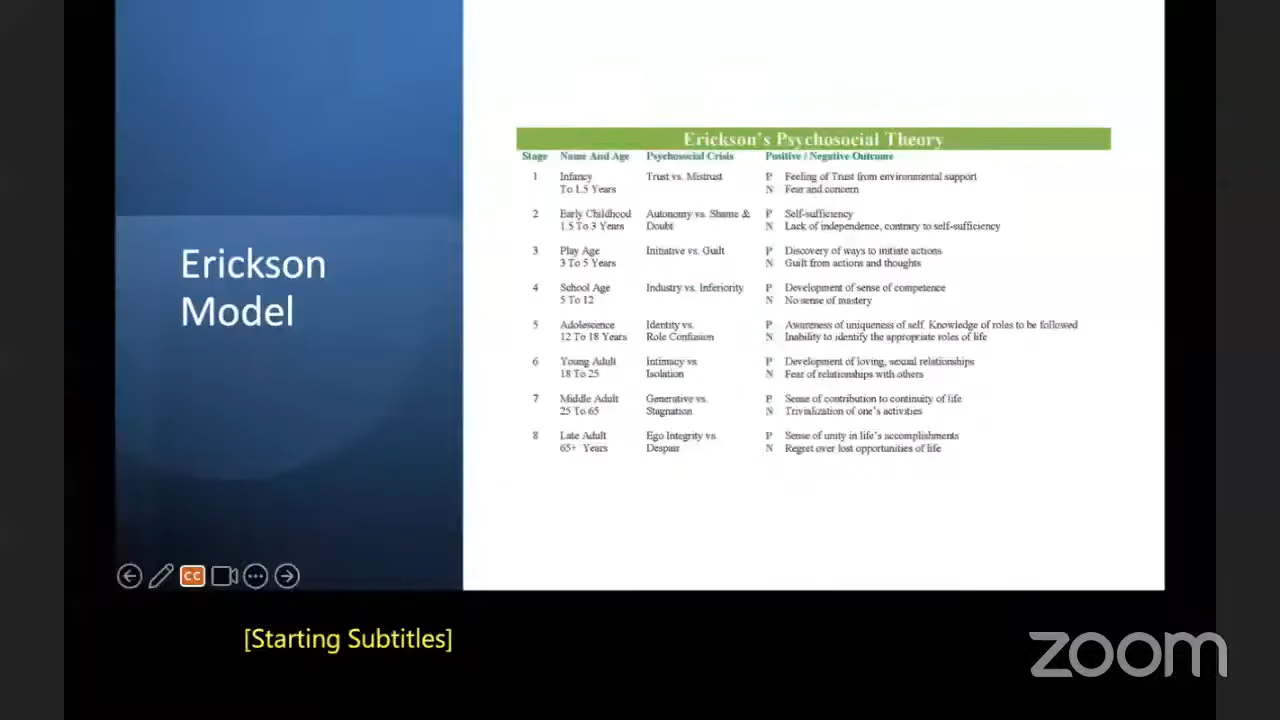 Erickson
Model
Erickson's Psychosocial Theory
Stage Name And Age Psychosocial Crisis Positive / Negative Outcome
1 Infancy Trust vs. Mistrust P Feeling of Trust from environmental support
To 1.5 Years N Fear and concern
2 Early Childhood Autonomy vs. Shame & P Self-sufficiency
1.5 To 3 Years Doubt N Lack of independence, contrary to self-sufficiency
3 Play Age Initiative vs. Guilt P Discovery of ways to initiate actions
3 To 5 Years N Guilt from actions and thoughts
4 School Age Industry vs. Inferiority P Development of sense of competence
5 To 12 N No sense of mastery
5 Adolescence Identity vs. P Awareness of uniqueness of self. Knowledge of roles to be followed
12 To 18 Years Role Confusion N Inability to identify the appropriate roles of life
6 Young Adult Intimacy vs P Development of loving, sexual relationships
18 To 25 Isolation N Fear of relationships with others
7 Middle Adult Generative vs. P Sense of contribution to continuity of life
25 To 65 Stagnation N Trivialization of one's activities
8 Late Adult Ego Integrity vs. P Sense of unity in life's accomplishments
65+ Years Despair N Regret over lost opportunities of life
CC
[Starting Subtitles]
zoom